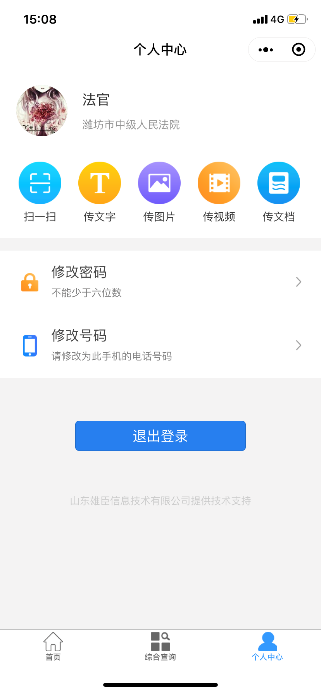 15:08
4G
个人中心
法官
潍坊市中级人民法院
T
扫一扫
传文字
传图片
传视频
传文档
修改密码
不能少于六位数
修改号码
请修改为此手机的电话号码
退出登录
山东雄臣信息技术有限公司提供技术支持
首页
综合查询
个人中心